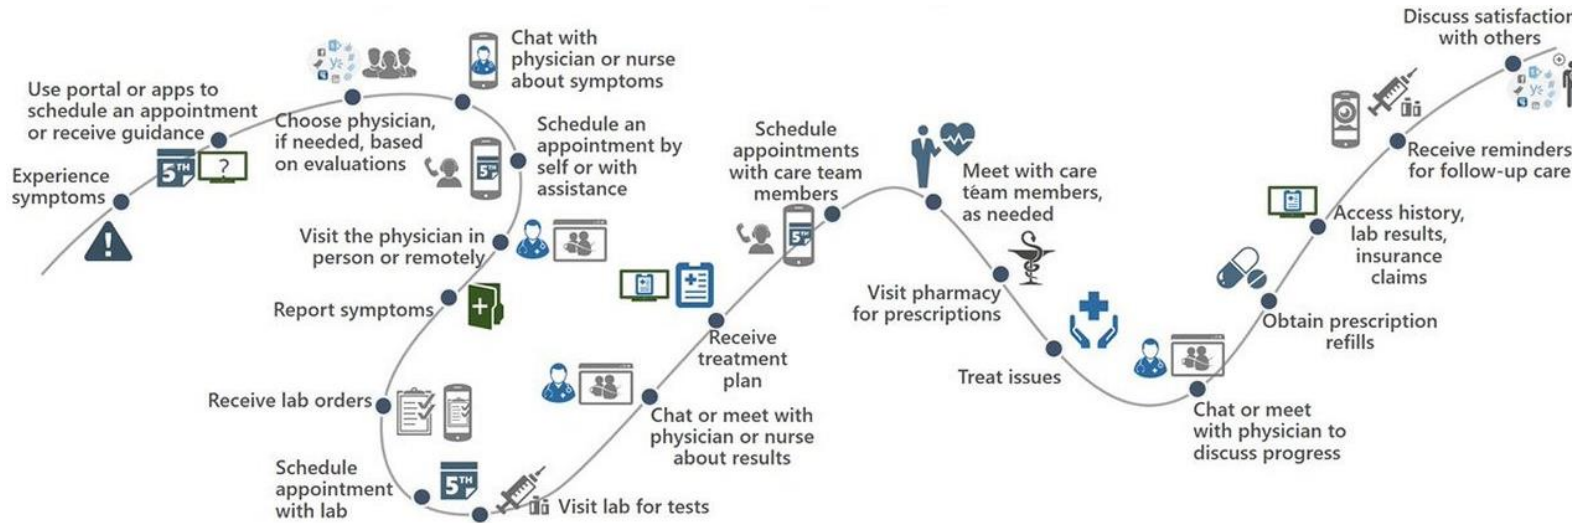 Experience
symptoms
Use portal or apps to
schedule an appointment
or receive guidance
5TH
?
Choose physician,
if needed, based
on evaluations
Chat with
physician or nurse
about symptoms
Schedule an
appointment by
self or with
assistance
5TH
Visit the physician in
person or remotely
Report symptoms
Receive lab orders
Schedule
appointment
with lab
5TH
Visit lab for tests
Chat or meet with
physician or nurse
about results
Receive
treatment
plan
Schedule
appointments
with care team
members
5TH
Meet with care
team members,
as needed
Visit pharmacy
for prescriptions
Treat issues
Chat or meet
with physician to
discuss progress
Obtain prescription
refills
Access history,
lab results,
insurance
claims
Receive reminders
for follow-up care
Discuss satisfaction
with others